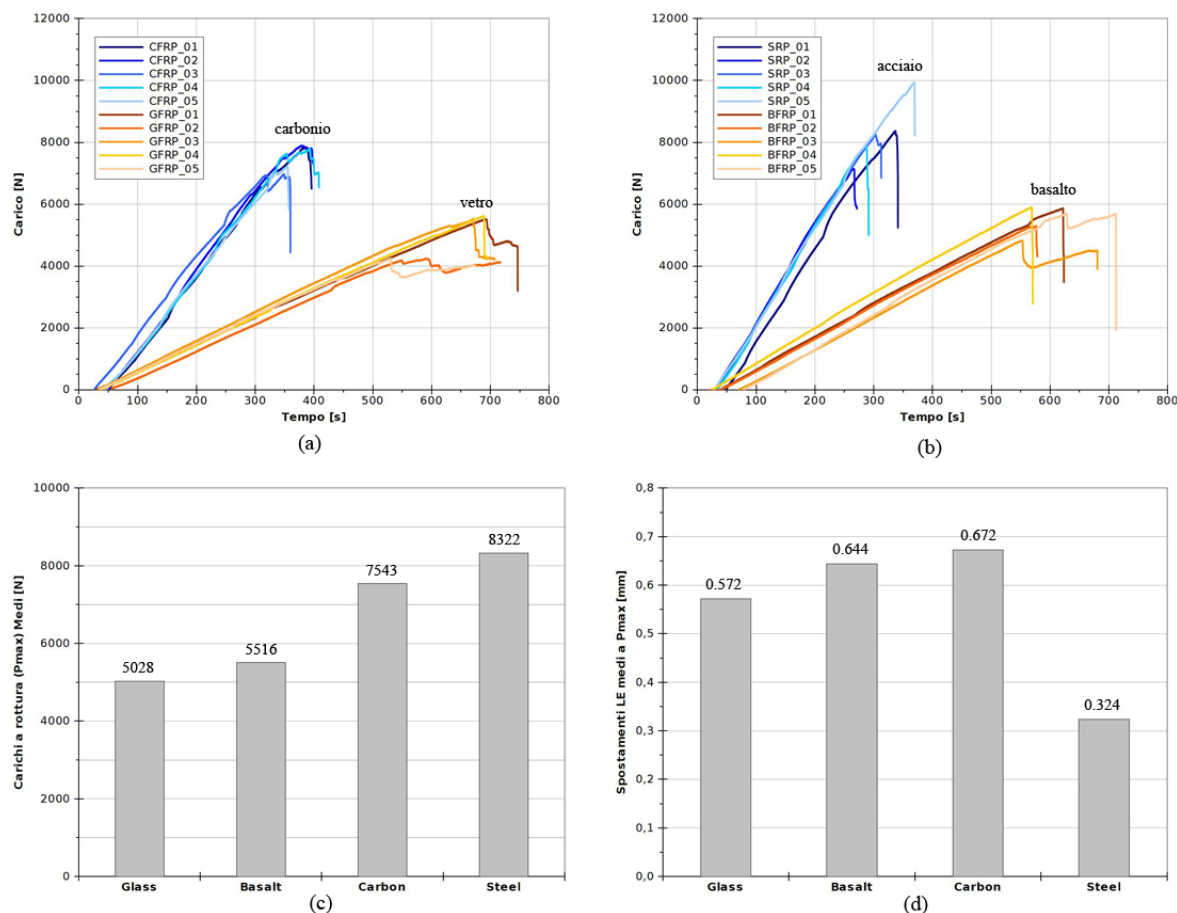 12000
10000
8000
6000
4000
2000
0
Carico [N]
CFRP_01
CFRP_02
CFRP_03
CFRP_04
CFRP_05
GFRP_01
GFRP_02
GFRP_03
GFRP_04
GFRP_05
carbonio
vetro
0 100 200 300 400 500 600 700 800
Tempo [s]
(a)
12000
10000
8000
6000
4000
2000
0
Carico [N]
SRP_01
SRP_02
SRP_03
SRP_04
SRP_05
BFRP_01
BFRP_02
BFRP_03
BFRP_04
BFRP_05
acciaio
basalto
0 100 200 300 400 500 600 700 800
Tempo [s]
(b)
10000
8000
6000
4000
2000
0
Carichi a rottura (Pmax) Medi [N]
5028
5516
7543
8322
Glass Basalt Carbon Steel
(c)
0,8
0,7
0,6
0,5
0,4
0,3
0,2
0,1
0,0
Spostamenti LE medi a Pmax [mm]
0.572
0.644
0.672
0.324
Glass Basalt Carbon Steel
(d)